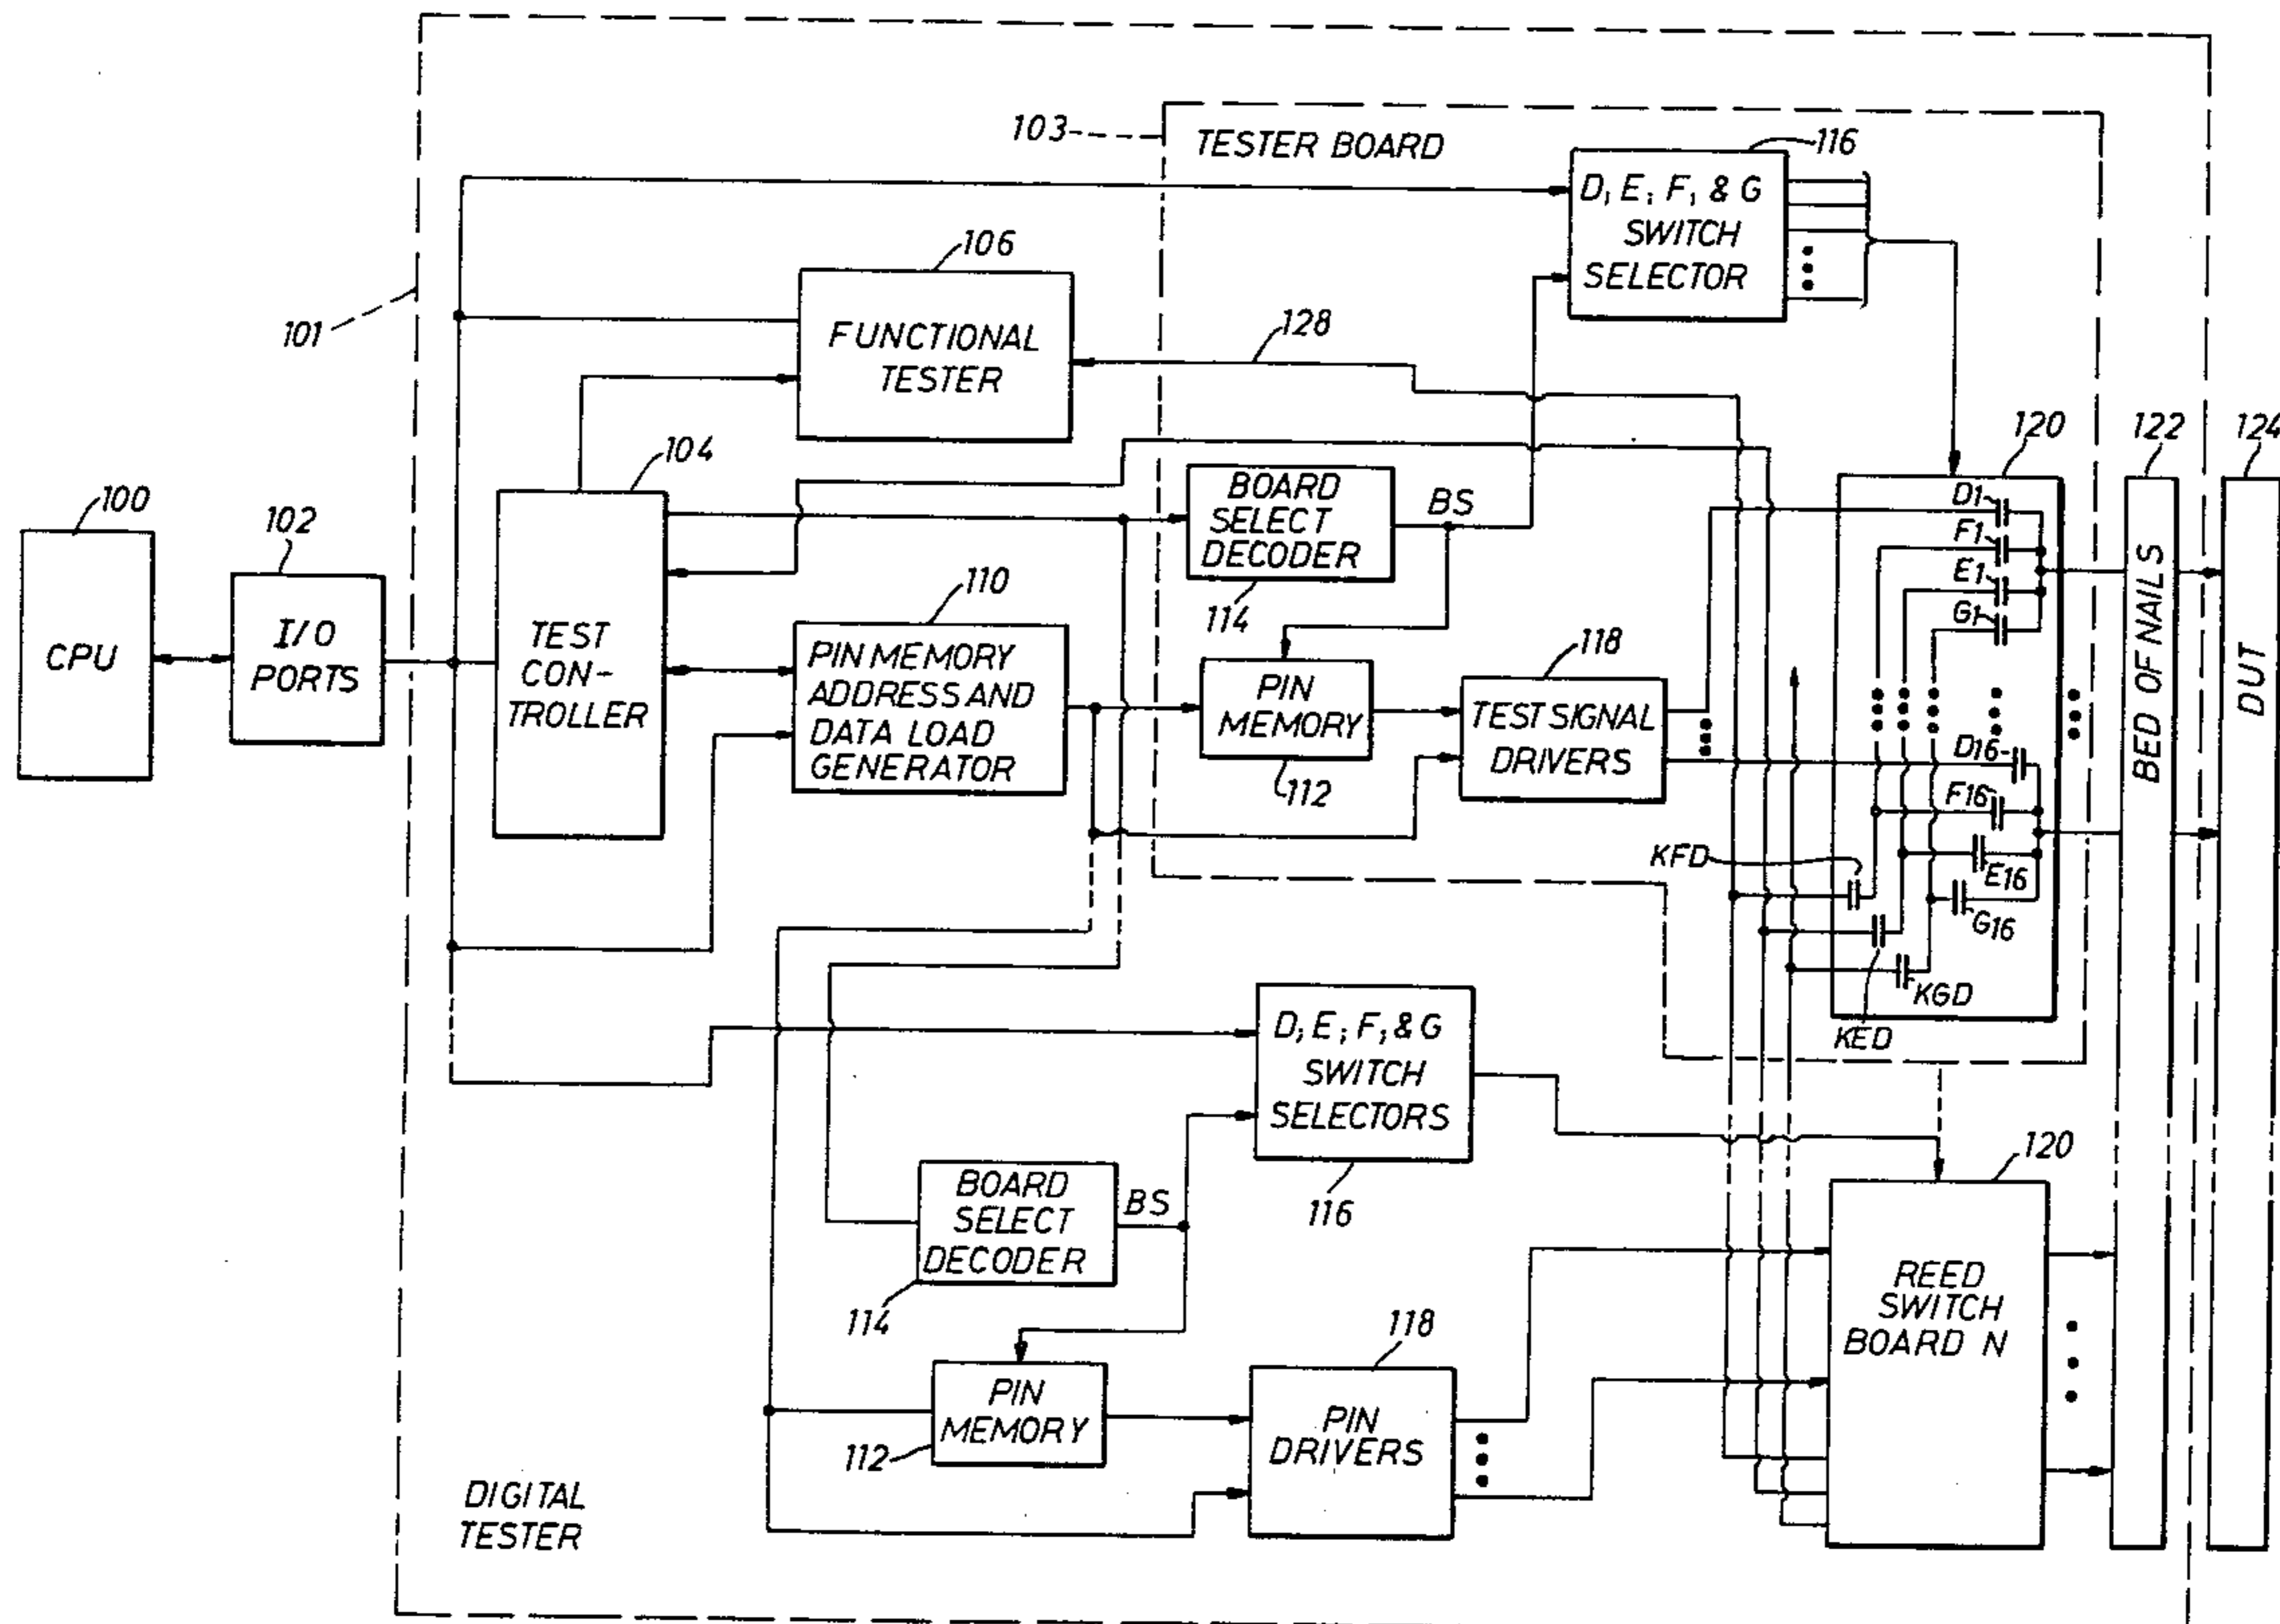 103
TESTER BOARD
116
D, E, F, & G
SWITCH
SELECTOR
106
FUNCTIONAL
TESTER
101
128
104
TEST
CON-
TROLLER
100
CPU
102
I/O
PORTS
BOARD
SELECT
DECODER
114
BS
110
PIN MEMORY
ADDRESS AND
DATA LOAD
GENERATOR
PIN
MEMORY
112
118
TEST SIGNAL
DRIVERS
120
D1
F1
E1
G1
D16
F16
E16
G16
KFD
KED
KGD
122
BED OF NAILS
124
DUT
D, E, F, & G
SWITCH
SELECTORS
116
BOARD
SELECT
DECODER
114
BS
PIN
MEMORY
112
118
PIN
DRIVERS
120
REED
SWITCH
BOARD N
DIGITAL
TESTER